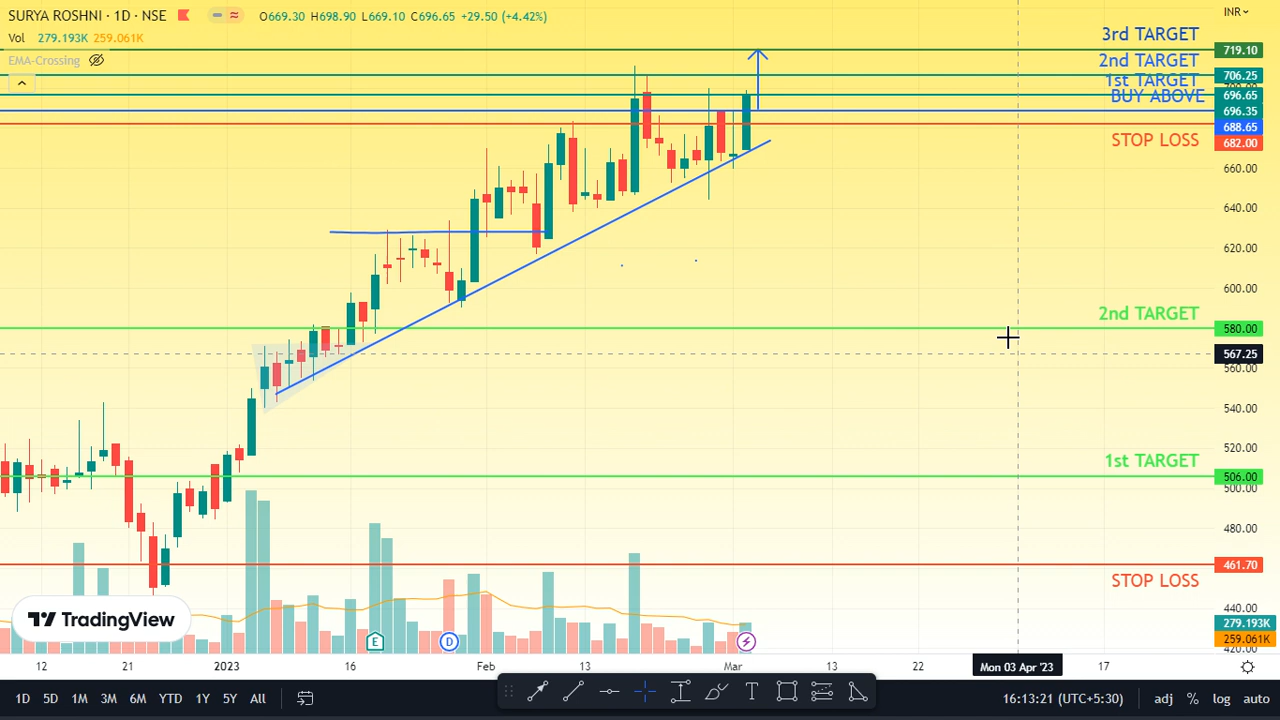 SURYA ROSHNI · 1D · NSE
O669.30 H698.90 L669.10 C696.65 +29.50 (+4.42%)
INR
Vol 279.193K 259.061K
EMA-Crossing
3rd TARGET
719.10
2nd TARGET
706.25
1st TARGET
BUY ABOVE
696.65
696.35
688.65
682.00
STOP LOSS
660.00
640.00
620.00
600.00
2nd TARGET
580.00
567.25
560.00
540.00
520.00
1st TARGET
506.00
500.00
480.00
461.70
STOP LOSS
440.00
279.193K
259.061K
420.00
TradingView
E
D
12 21 2023 16 Feb 13 Mar 13 22 Mon 03 Apr '23 17
1D 5D 1M 3M 6M YTD 1Y 5Y All
T
16:13:21 (UTC+5:30) adj % log auto